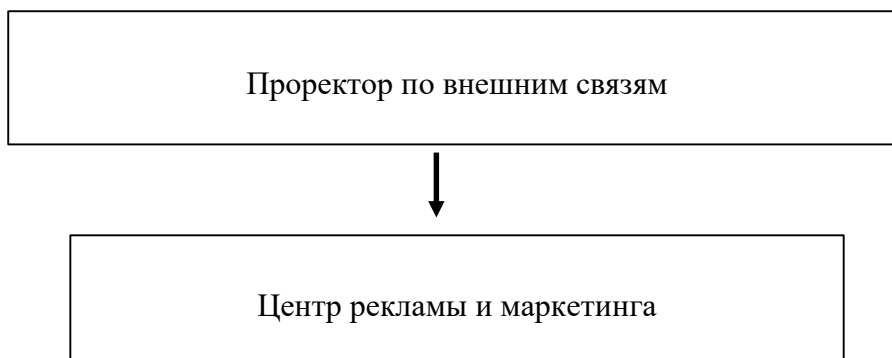 Проректор по внешним связям
Центр рекламы и маркетинга